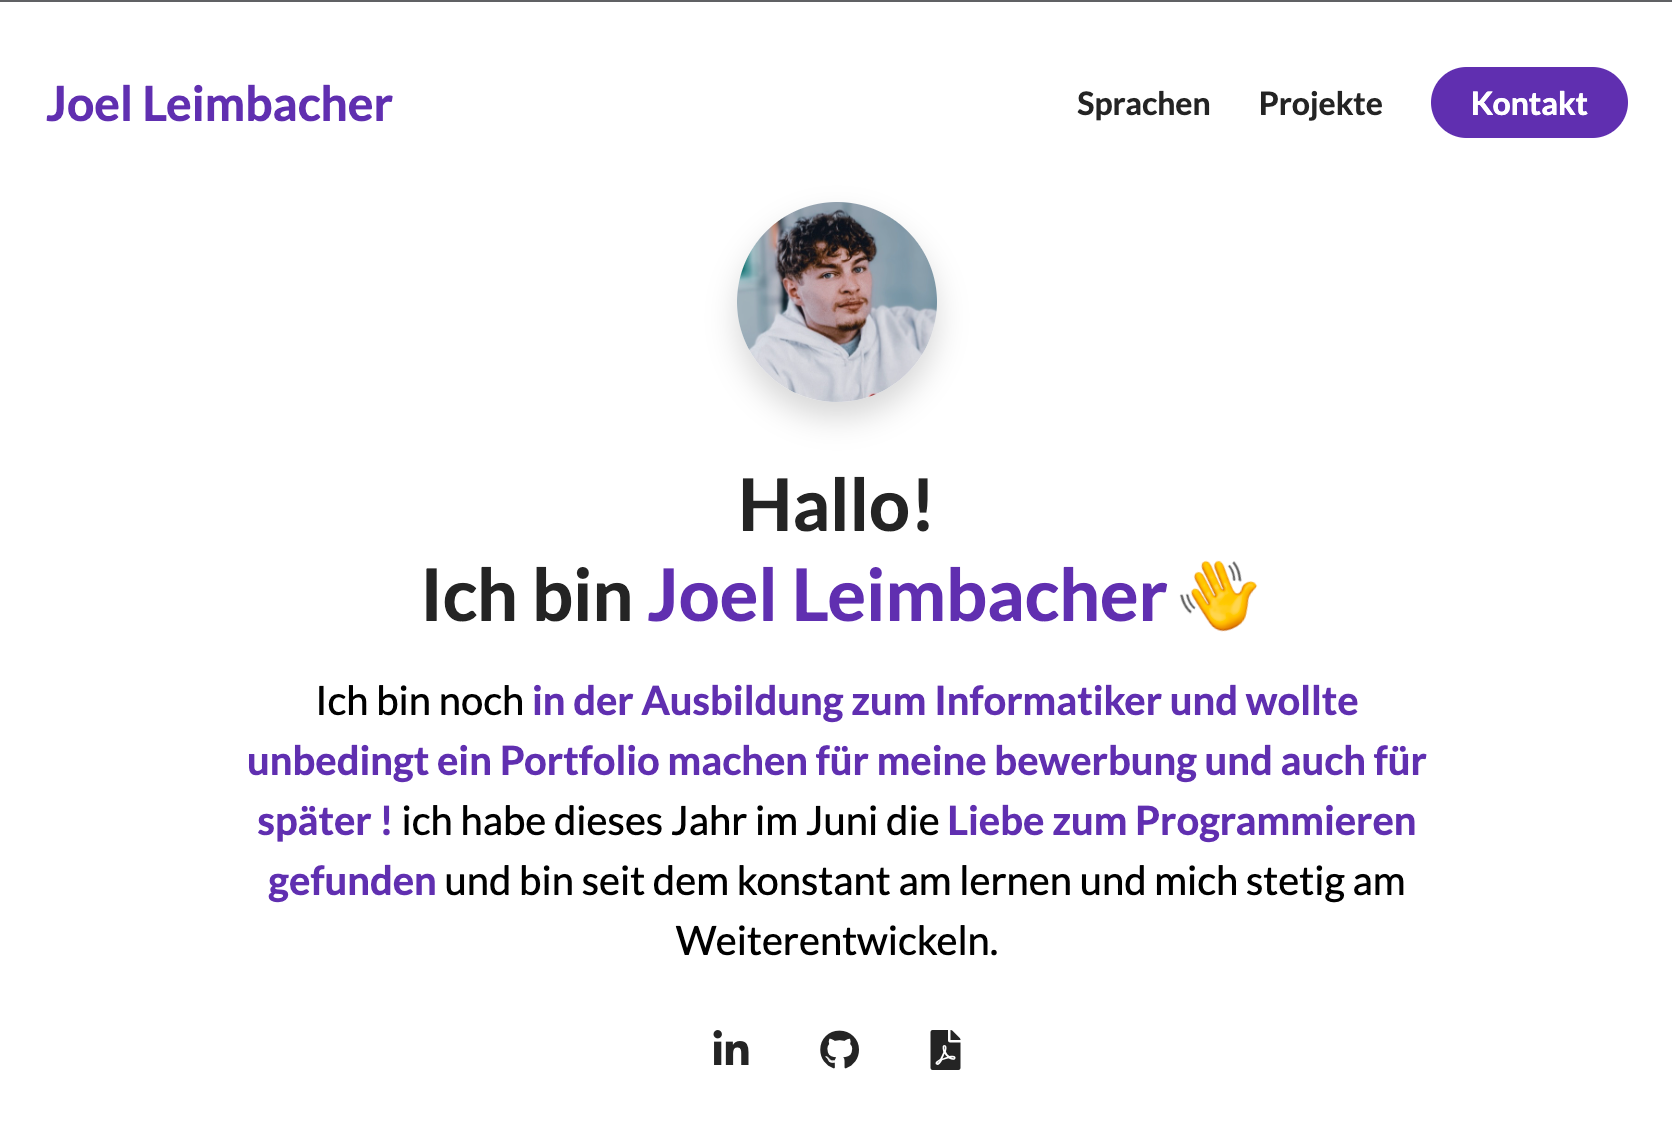 Joel Leimbacher
Sprachen Projekte Kontakt
Hallo!
Ich bin Joel Leimbacher 👋
Ich bin noch in der Ausbildung zum Informatiker und wollte
unbedingt ein Portfolio machen für meine bewerbung und auch für
später ! ich habe dieses Jahr im Juni die Liebe zum Programmieren
gefunden und bin seit dem konstant am lernen und mich stetig am
Weiterentwickeln.
in